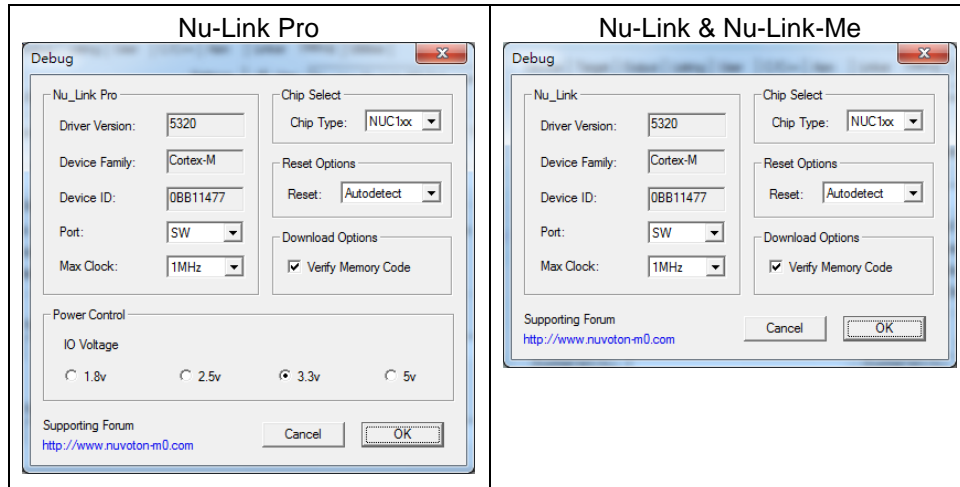 Nu-Link Pro
Debug
Nu_Link Pro
Driver Version: 5320
Device Family: Cortex-M
Device ID: 0BB11477
Port: SW
Max Clock: 1MHz
Chip Select
Chip Type: NUC1xx
Reset Options
Reset: Autodetect
Download Options
Verify Memory Code
Power Control
IO Voltage
1.8v 2.5v 3.3v 5v
Supporting Forum
http://www.nuvoton-m0.com
Cancel OK
Nu-Link & Nu-Link-Me
Debug
Nu_Link
Driver Version: 5320
Device Family: Cortex-M
Device ID: 0BB11477
Port: SW
Max Clock: 1MHz
Chip Select
Chip Type: NUC1xx
Reset Options
Reset: Autodetect
Download Options
Verify Memory Code
Supporting Forum
http://www.nuvoton-m0.com
Cancel OK